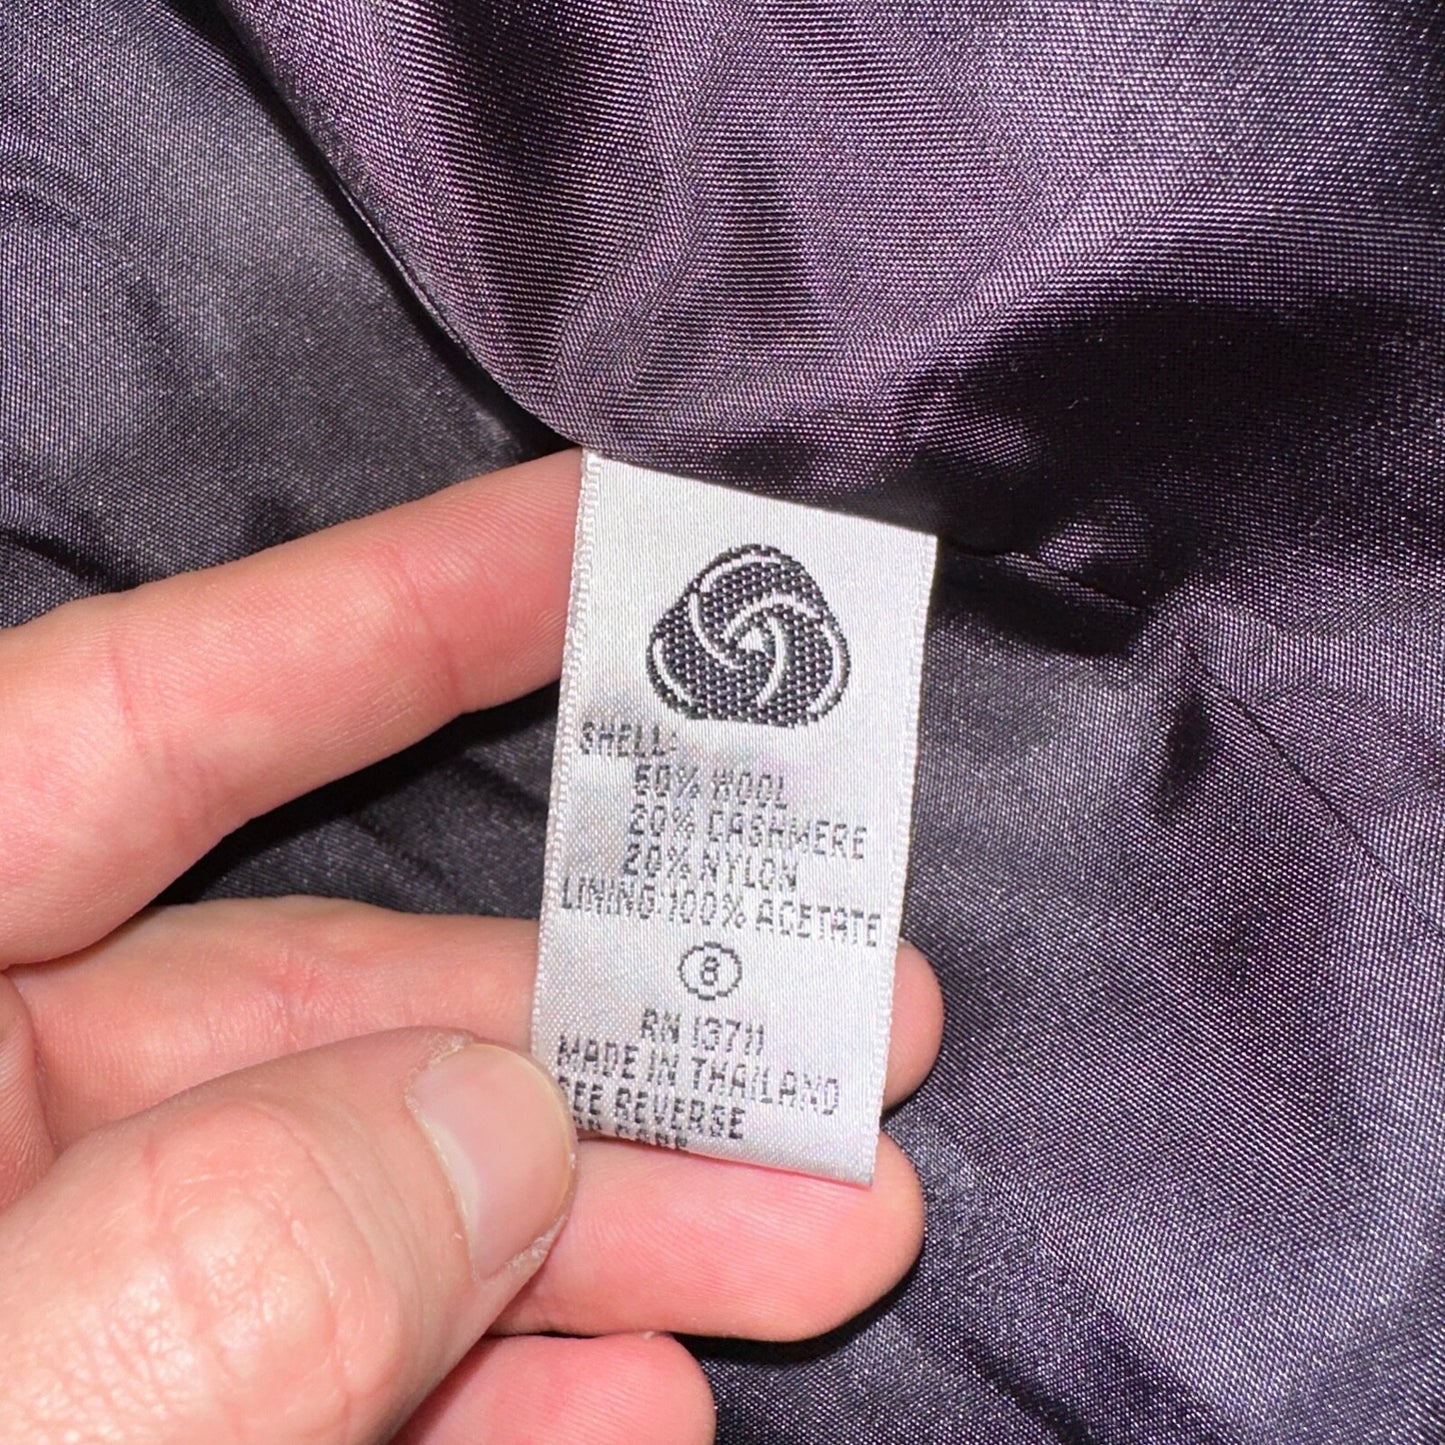 SHELL:
50% WOOL
20% CASHMERE
20% NYLON
LINING:100% ACETATE
8
RN 13711
MADE IN THAILAND
SEE REVERSE